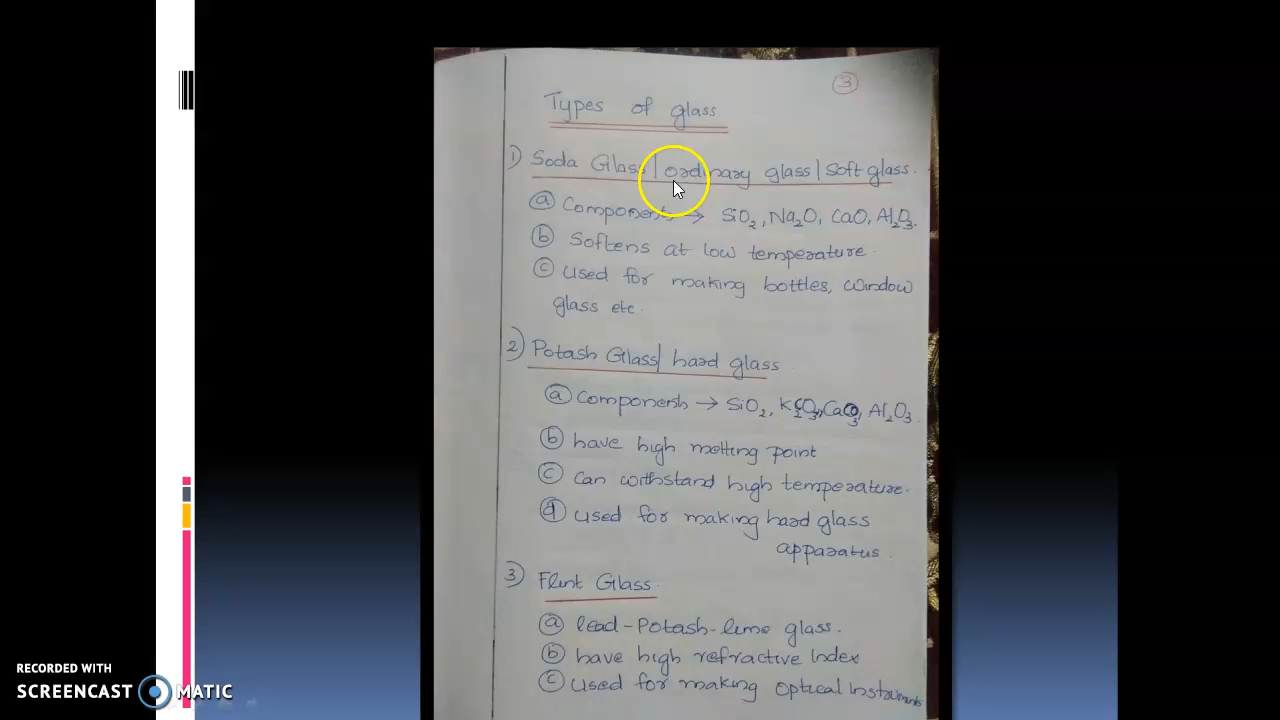 3
Types of glass.
1) Soda Glass | ordinary glass | Soft glass.
a Components → SiO₂, Na₂O, CaO, Al₂O₃.
b Softens at low temperature.
c used for making bottles, window
glass etc.
2) Potash Glass | hard glass
a Components → SiO₂, K₂CO₃, CaCO₃, Al₂O₃.
b have high melting point
c can withstand high temperature.
d used for making hard glass
apparatus.
3) Flint Glass.
a lead-Potash-lime glass.
b have high refractive Index
c used for making Optical Instruments
RECORDED WITH
SCREENCAST MATIC